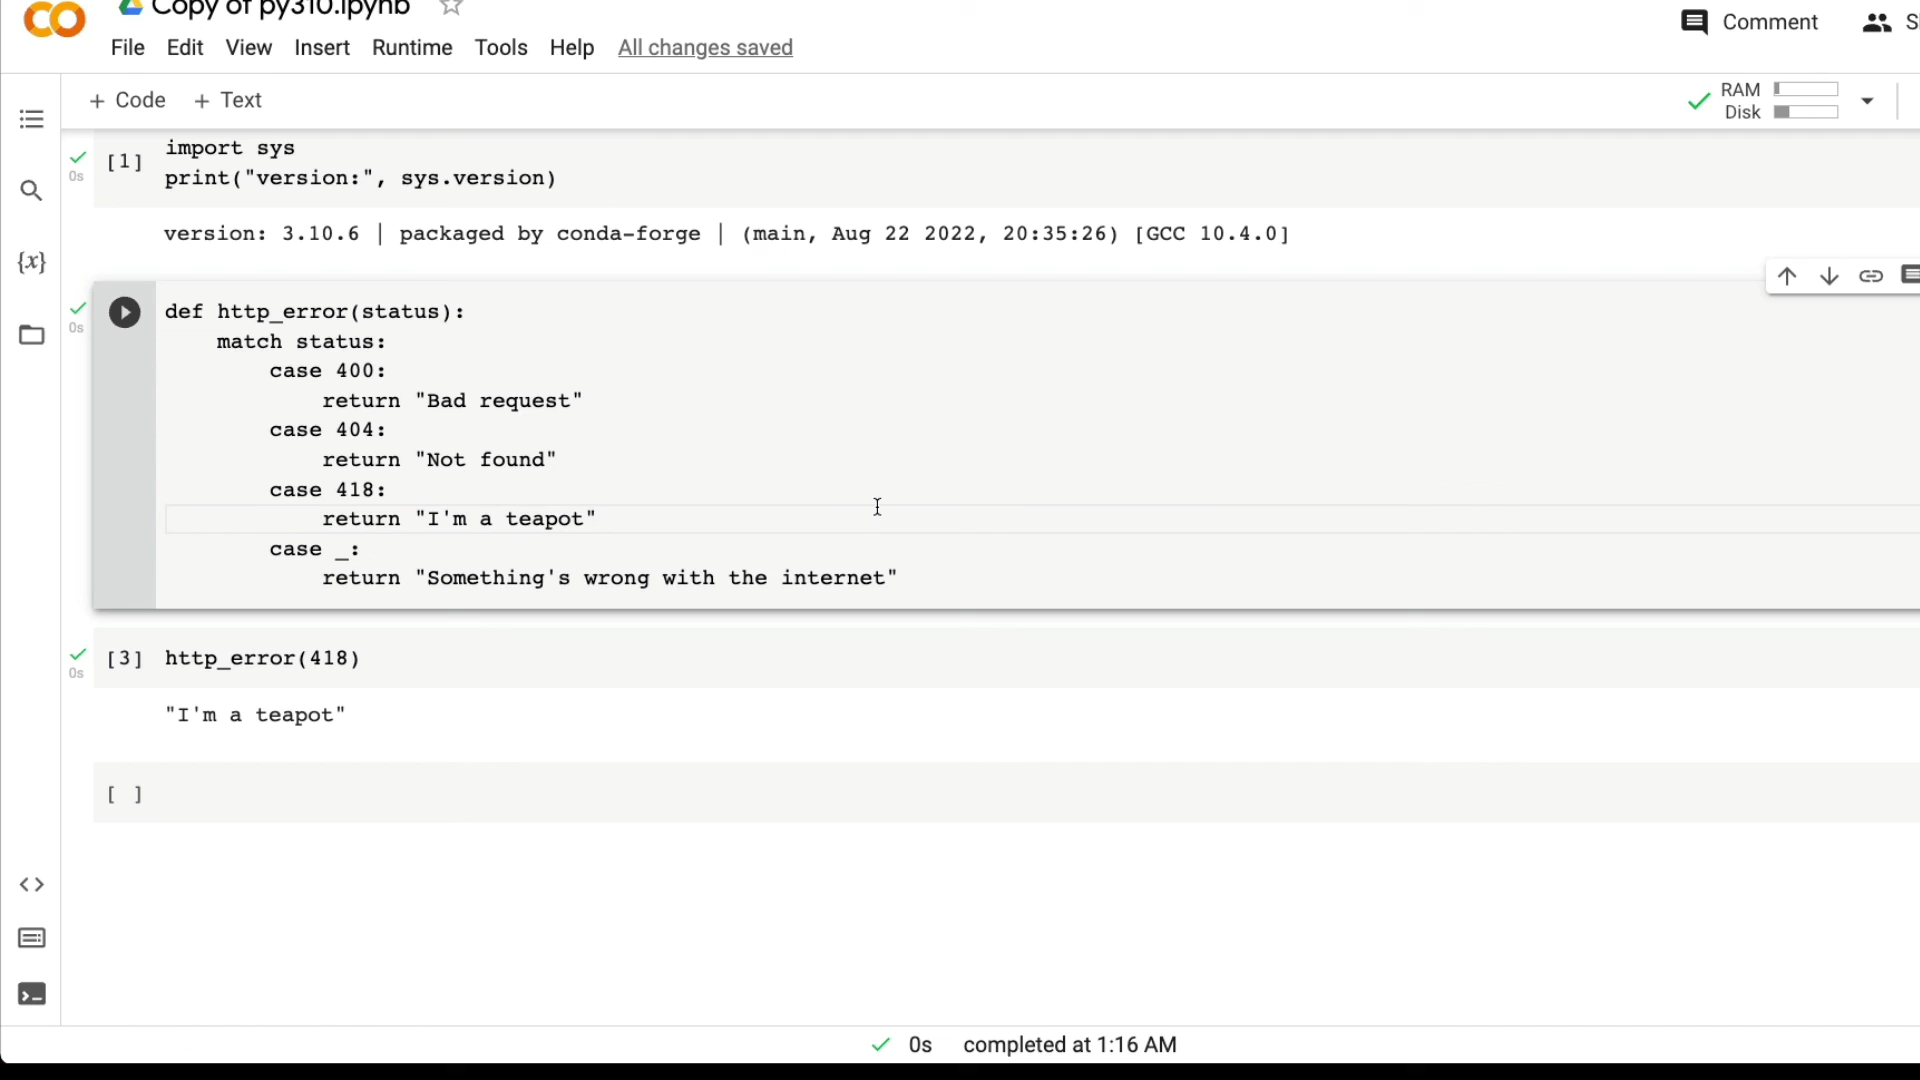 Copy of py310.ipynb
File Edit View Insert Runtime Tools Help All changes saved
Comment
+ Code + Text
RAM
Disk
{x}
0s
[1]
import sys
print("version:", sys.version)
version: 3.10.6 | packaged by conda-forge | (main, Aug 22 2022, 20:35:26) [GCC 10.4.0]
0s
def http_error(status):
    match status:
        case 400:
            return "Bad request"
        case 404:
            return "Not found"
        case 418:
            return "I'm a teapot"
        case _:
            return "Something's wrong with the internet"
0s
[3] http_error(418)
"I'm a teapot"
[ ]
0s completed at 1:16 AM